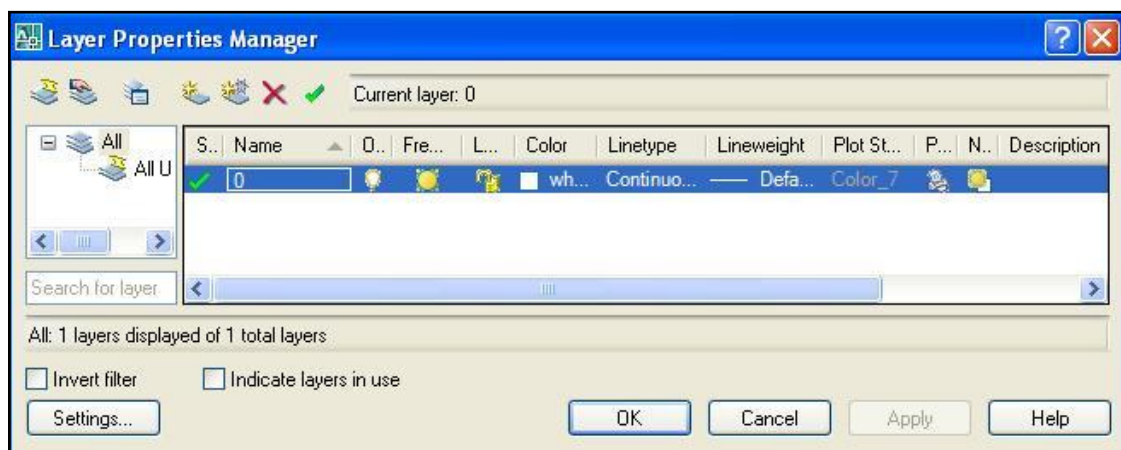 Layer Properties Manager
Current layer: 0
All
All U
S.. Name O.. Fre... L... Color Linetype Lineweight Plot St... P... N.. Description
0 wh... Continuo... Defa... Color_7
Search for layer
All: 1 layers displayed of 1 total layers
Invert filter Indicate layers in use
Settings... OK Cancel Apply Help